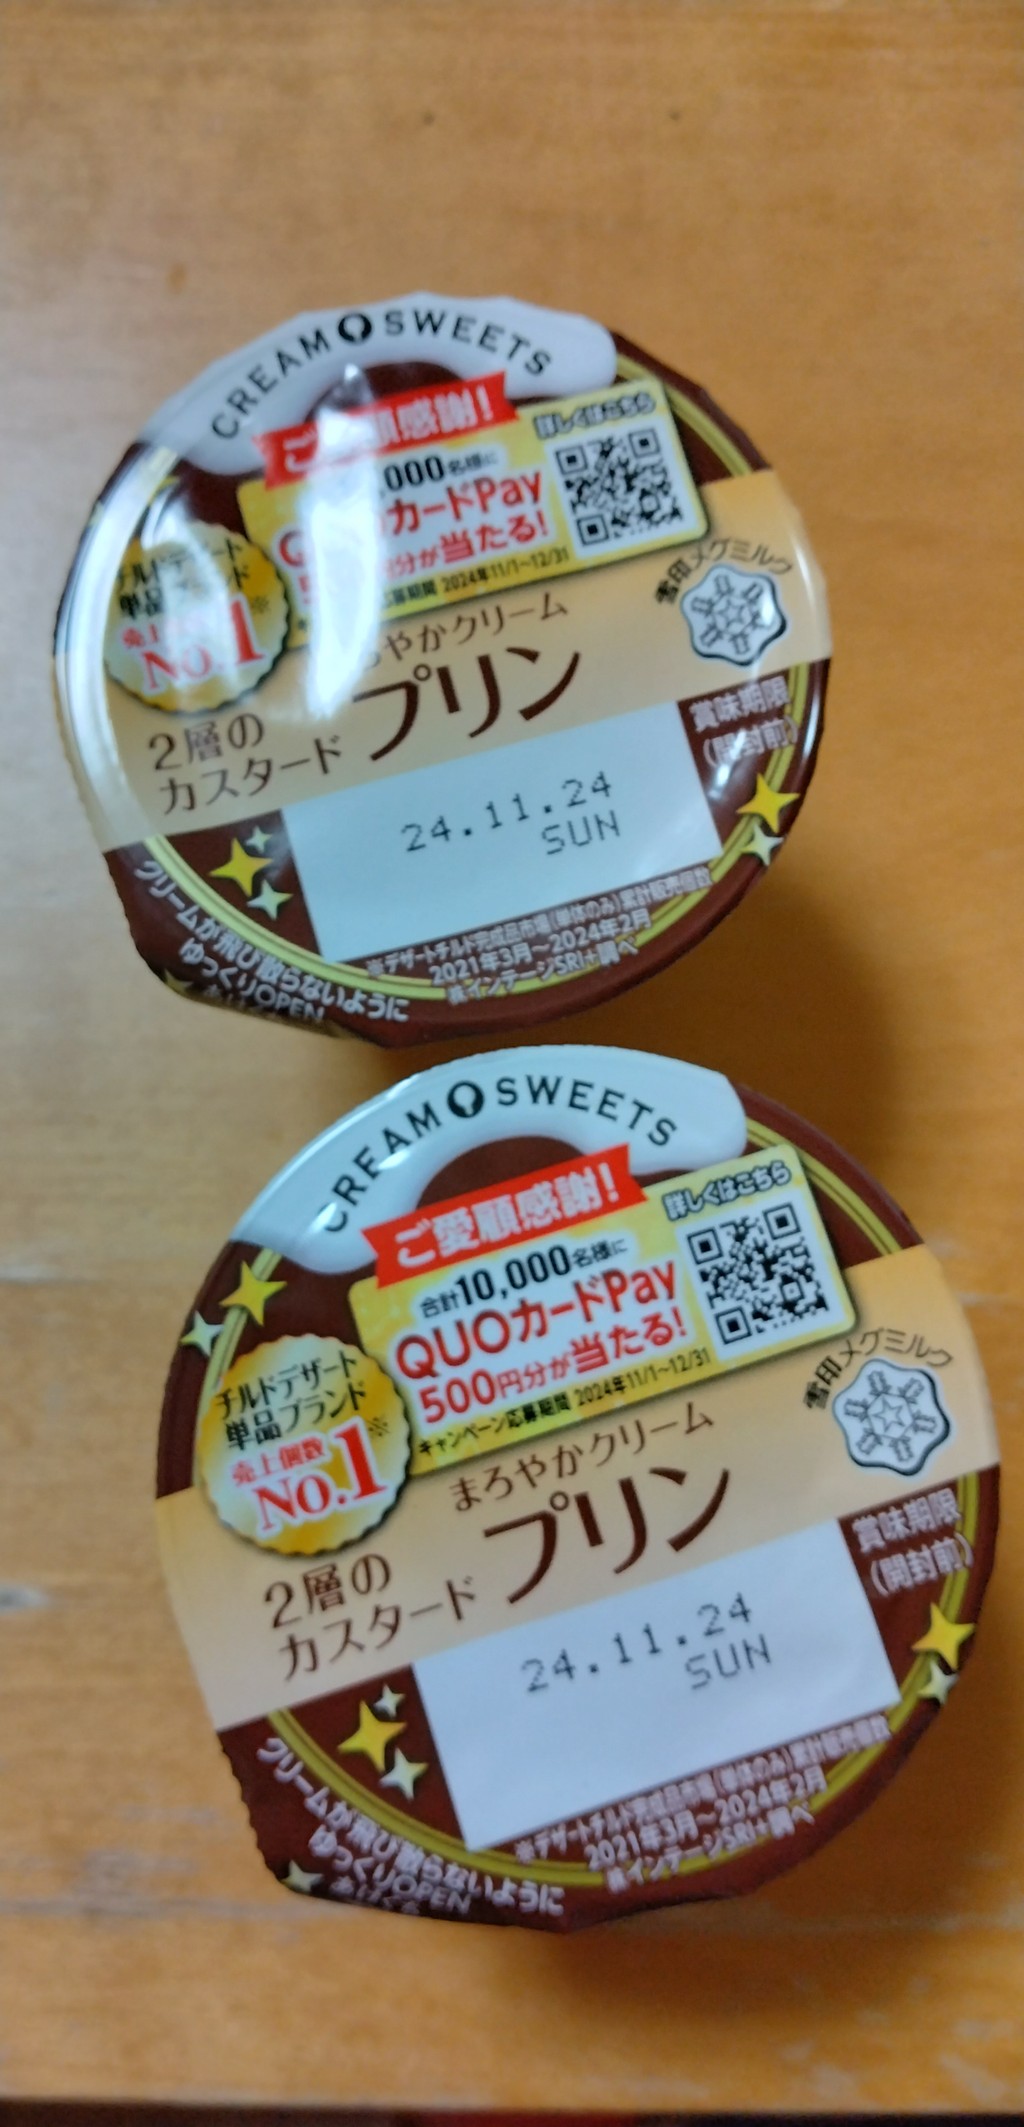 CREAM SWEETS
ご愛顧感謝!
詳しくはこちら
,000名様に
カードPay
円分が当たる!
応募期間 2024年11/1~12/31
チルドデザート
単品ブランド
売上個数
No.1※
雪印メグミルク
ろやかクリーム
2層の
カスタード
プリン
賞味期限
(開封前)
24.11.24
SUN
※デザートチルド完成品市場(単体のみ)累計販売個数
2021年3月~2024年2月
㈱インテージSRI+調べ
クリームが飛び散らないように
ゆっくりOPEN
CREAM SWEETS
ご愛顧感謝!
詳しくはこちら
合計10,000名様に
QUOカードPay
500円分が当たる!
キャンペーン応募期間 2024年11/1~12/31
チルドデザート
単品ブランド
売上個数
No.1※
雪印メグミルク
まろやかクリーム
2層の
カスタード
プリン
賞味期限
(開封前)
24.11.24
SUN
※デザートチルド完成品市場(単体のみ)累計販売個数
2021年3月~2024年2月
㈱インテージSRI+調べ
クリームが飛び散らないように
ゆっくりOPEN